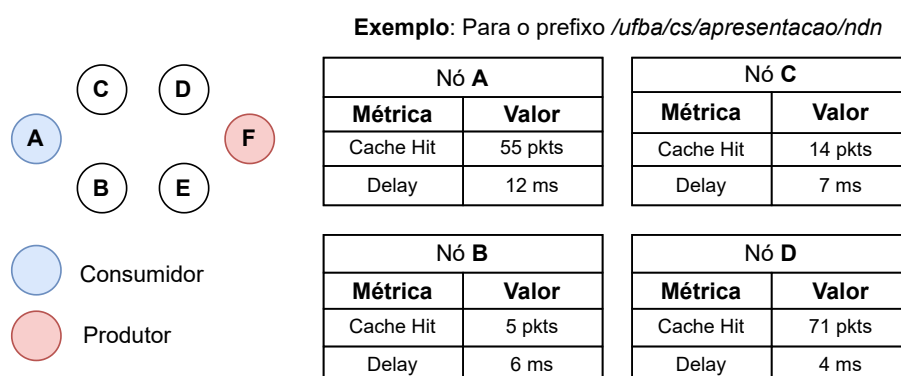 Exemplo: Para o prefixo /ufba/cs/apresentacao/ndn
C D
A F
B E
Consumidor
Produtor
Nó A
Métrica Valor
Cache Hit 55 pkts
Delay 12 ms
Nó C
Métrica Valor
Cache Hit 14 pkts
Delay 7 ms
Nó B
Métrica Valor
Cache Hit 5 pkts
Delay 6 ms
Nó D
Métrica Valor
Cache Hit 71 pkts
Delay 4 ms